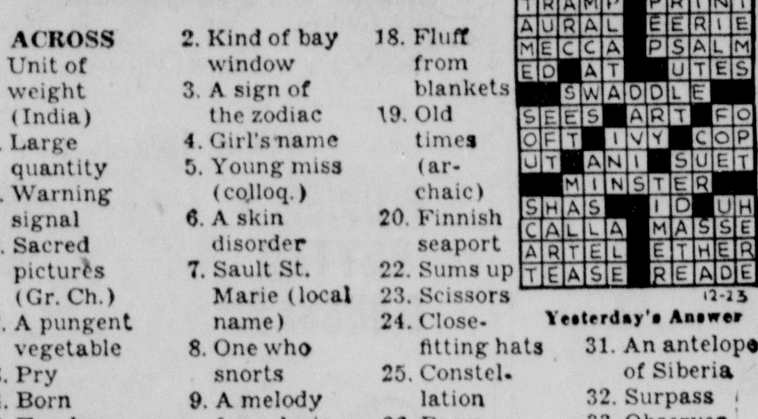 ACROSS
Unit of
weight
(India)
Large
quantity
Warning
signal
Sacred
pictures
(Gr. Ch.)
A pungent
vegetable
Pry
Born
2. Kind of bay
window
3. A sign of
the zodiac
4. Girl's name
5. Young miss
(colloq.)
6. A skin
disorder
7. Sault St.
Marie (local
name)
8. One who
snorts
9. A melody
18. Fluff
from
blankets
19. Old
times
(ar-
chaic)
20. Finnish
seaport
22. Sums up
23. Scissors
24. Close-
fitting hats
25. Constel-
lation
TRAMP PRINT
AURAL EERIE
MECCA PSALM
ED AT UTES
SWADDLE
SEES ART FO
OFT IVY COP
UT ANI SUET
MINSTER
SHAS ID UH
CALLA MASSE
ARTEL ETHER
TEASE READE
12-23
Yesterday's Answer
31. An antelope
of Siberia
32. Surpass